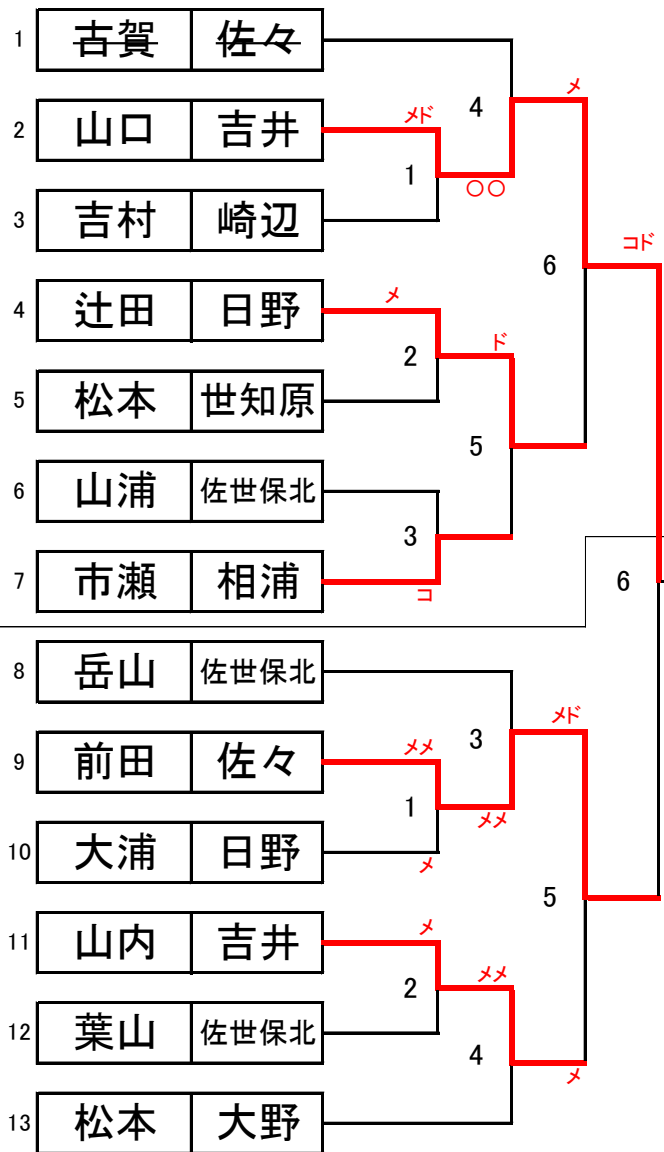 1 古賀 佐々
メ
4
2 山口 吉井 メド
1
○○
3 吉村 崎辺
コド
6
4 辻田 日野 メ
ド
2
5 松本 世知原
5
6 山浦 佐世保北
3
7 市瀬 相浦
コ
6
8 岳山 佐世保北
メド
3
9 前田 佐々 メメ
1
メメ
10 大浦 日野
メ
5
11 山内 吉井 メ
メメ
2
12 葉山 佐世保北
4
メ
13 松本 大野